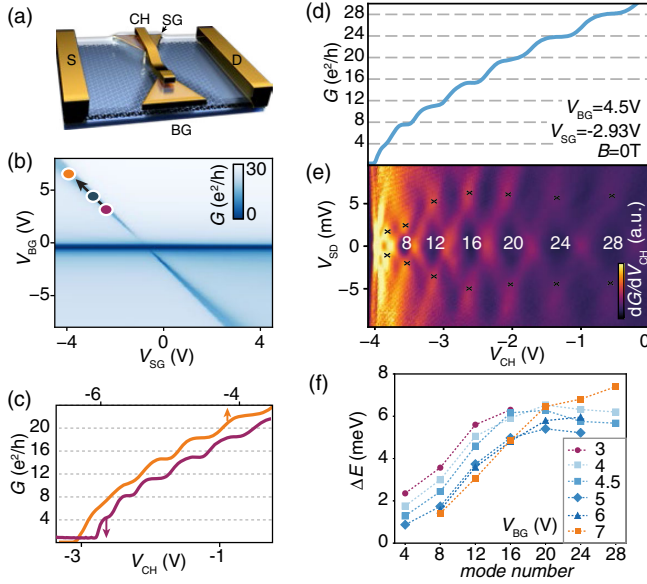 (a)
CH
SG
S
D
BG
(b)
G (e²/h)
30
0
V_BG (V)
5
0
−5
−4
0
4
V_SG (V)
(c)
-6
-4
G (e²/h)
20
16
12
8
4
-3
-1
V_CH (V)
(d)
G (e²/h)
28
24
20
16
12
8
4
V_BG=4.5V
V_SG=-2.93V
B=0T
(e)
V_SD (mV)
5
0
−5
8
12
16
20
24
28
dG/dV_CH (a.u.)
−4
−3
−2
−1
0
V_CH (V)
(f)
ΔE (meV)
8
6
4
2
0
3
4
4.5
5
6
7
V_BG (V)
4
8
12
16
20
24
28
mode number